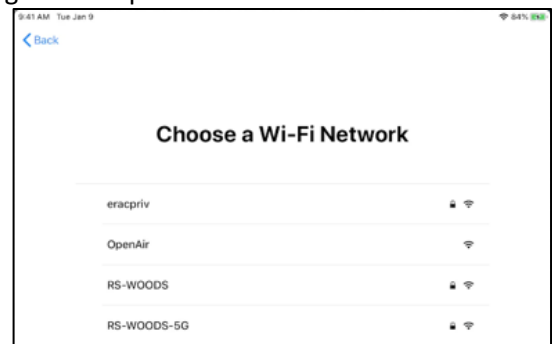 9:41 AM Tue Jan 9 84%
Back
Choose a Wi-Fi Network
eracpriv
OpenAir
RS-WOODS
RS-WOODS-5G